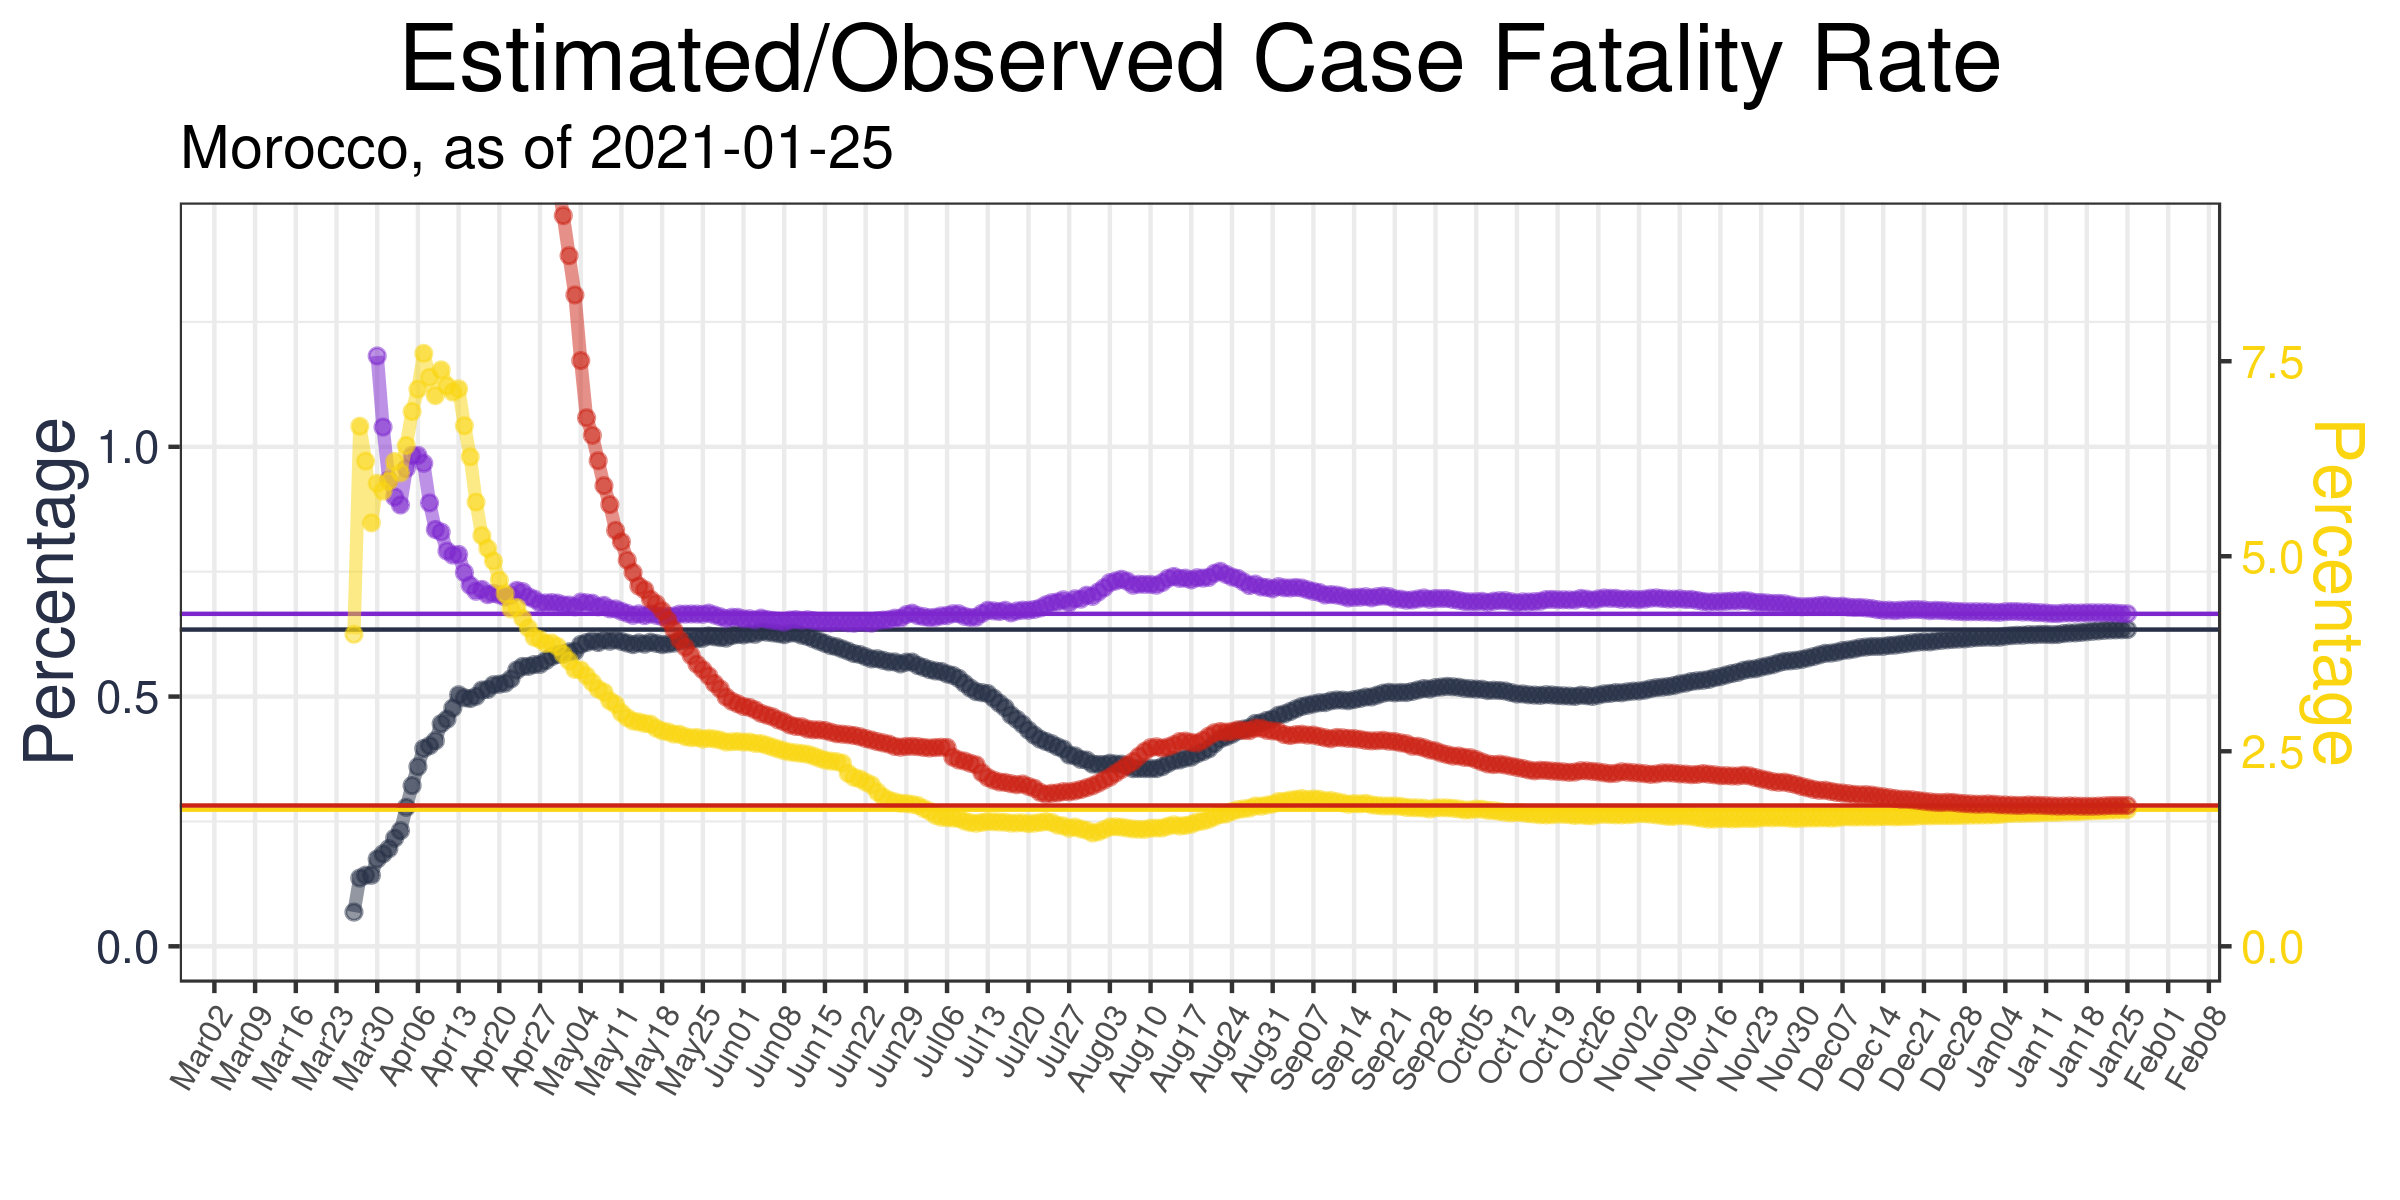 Estimated/Observed Case Fatality Rate
Morocco, as of 2021-01-25
Percentage
1.0
0.5
0.0
7.5
5.0
2.5
0.0
Percentage
Mar02
Mar09
Mar16
Mar23
Mar30
Apr06
Apr13
Apr20
Apr27
May04
May11
May18
May25
Jun01
Jun08
Jun15
Jun22
Jun29
Jul06
Jul13
Jul20
Jul27
Aug03
Aug10
Aug17
Aug24
Aug31
Sep07
Sep14
Sep21
Sep28
Oct05
Oct12
Oct19
Oct26
Nov02
Nov09
Nov16
Nov23
Nov30
Dec07
Dec14
Dec21
Dec28
Jan04
Jan11
Jan18
Jan25
Feb01
Feb08